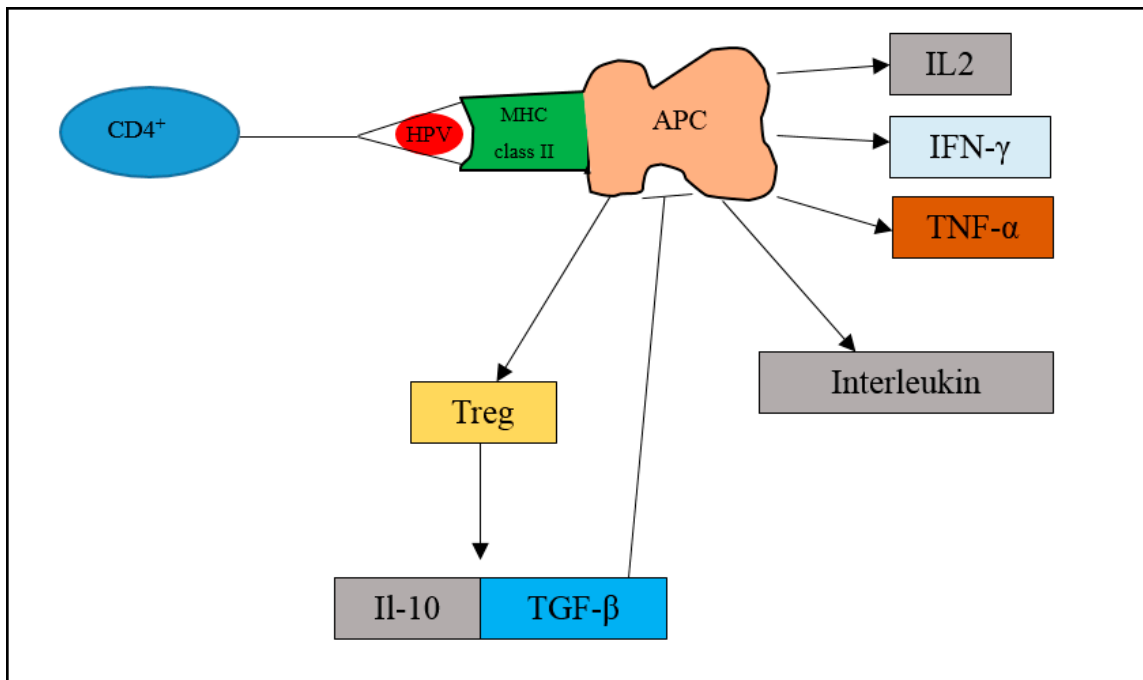 CD4⁺
HPV
MHC
class II
APC
IL2
IFN-γ
TNF-α
Interleukin
Treg
Il-10
TGF-β